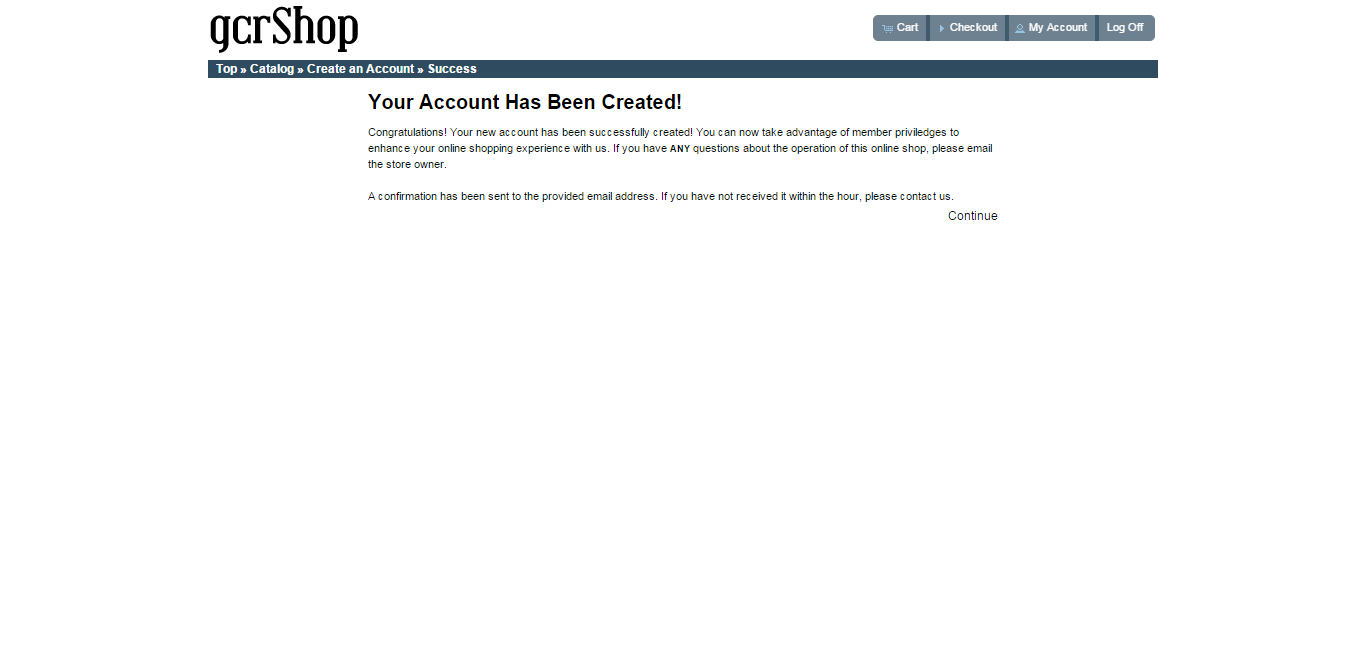 gcrShop
Cart Checkout My Account Log Off
Top » Catalog » Create an Account » Success
Your Account Has Been Created!
Congratulations! Your new account has been successfully created! You can now take advantage of member priviledges to
enhance your online shopping experience with us. If you have ANY questions about the operation of this online shop, please email
the store owner.
A confirmation has been sent to the provided email address. If you have not received it within the hour, please contact us.
Continue